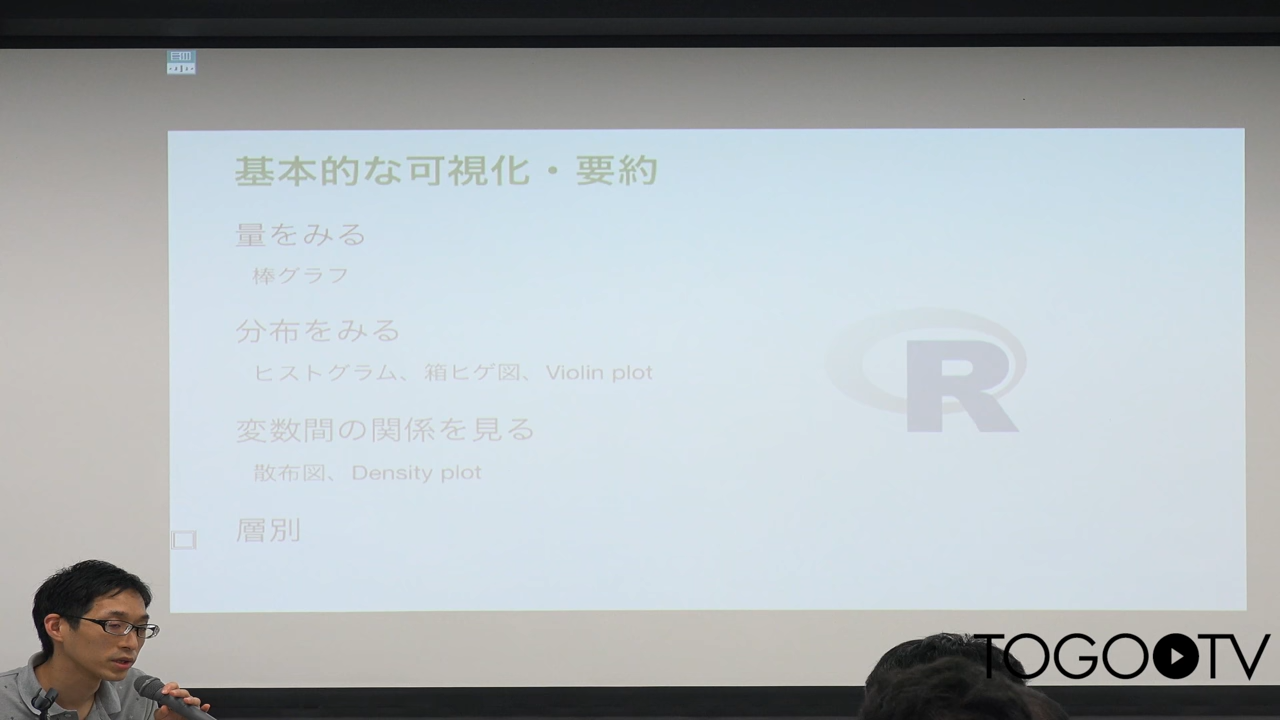 基本的な可視化・要約
量をみる
棒グラフ
分布をみる
ヒストグラム、箱ヒゲ図、Violin plot
変数間の関係を見る
散布図、Density plot
層別
R
TOGOTV